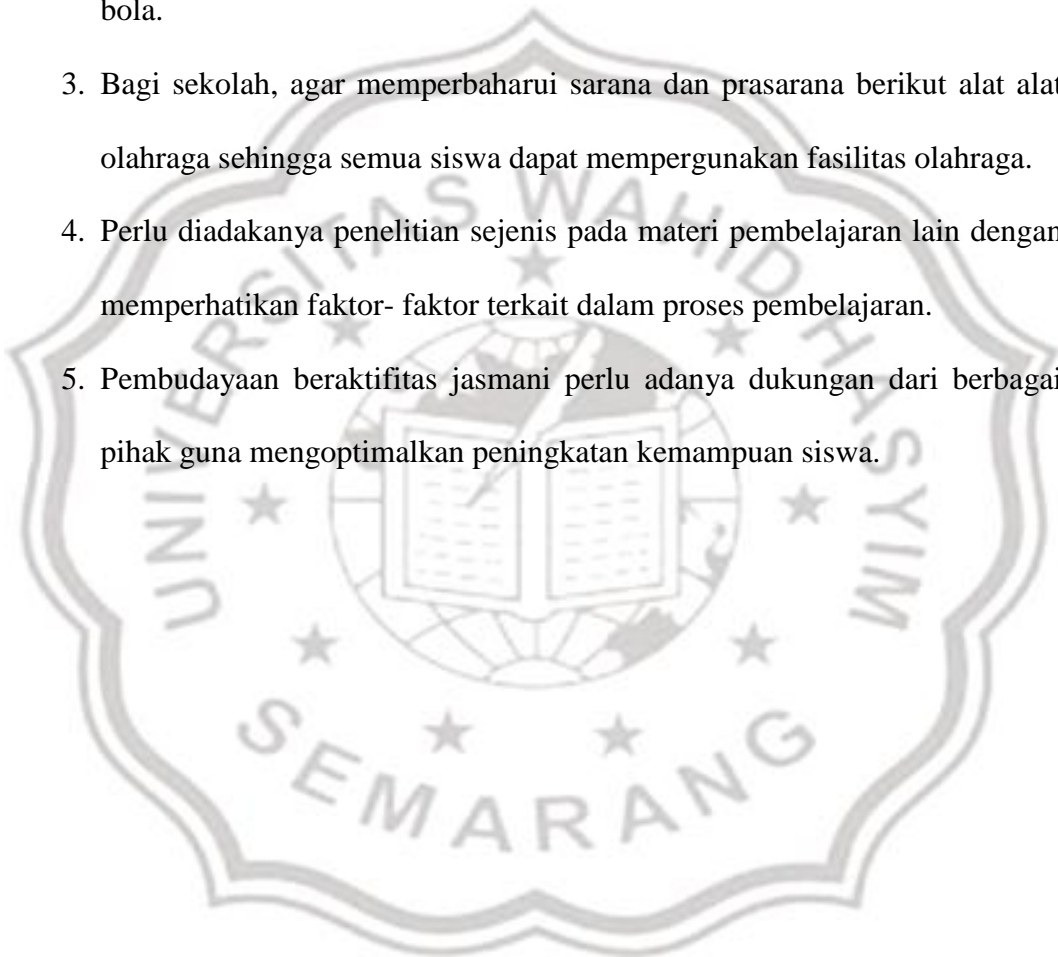 bola.
3. Bagi sekolah, agar memperbaharui sarana dan prasarana berikut alat alat
olahraga sehingga semua siswa dapat mempergunakan fasilitas olahraga.
4. Perlu diadakanya penelitian sejenis pada materi pembelajaran lain dengan
memperhatikan faktor- faktor terkait dalam proses pembelajaran.
5. Pembudayaan beraktifitas jasmani perlu adanya dukungan dari berbagai
pihak guna mengoptimalkan peningkatan kemampuan siswa.
UNIVERSITAS WAHID HASYIM
SEMARANG